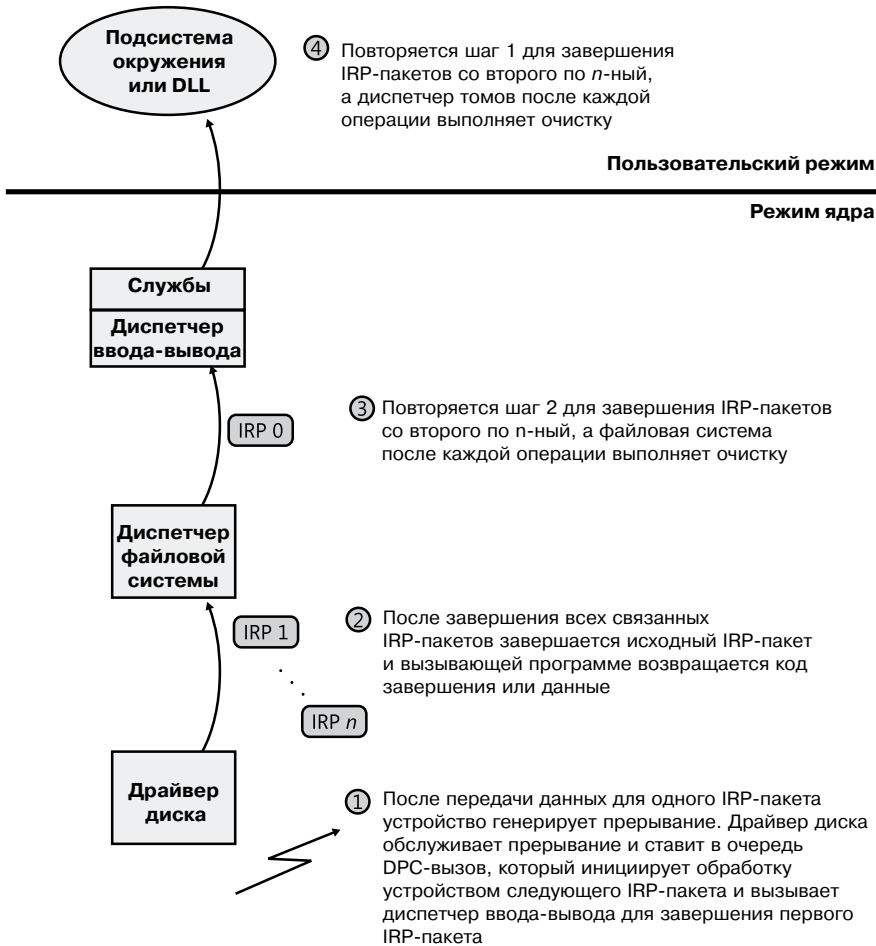 Подсистема
окружения
или DLL
4 Повторяется шаг 1 для завершения
IRP-пакетов со второго по n-ный,
а диспетчер томов после каждой
операции выполняет очистку
Пользовательский режим
Режим ядра
Службы
Диспетчер
ввода-вывода
IRP 0
3 Повторяется шаг 2 для завершения IRP-пакетов
со второго по n-ный, а файловая система
после каждой операции выполняет очистку
Диспетчер
файловой
системы
IRP 1
2 После завершения всех связанных
IRP-пакетов завершается исходный IRP-пакет
и вызывающей программе возвращается код
завершения или данные
IRP n
Драйвер
диска
1 После передачи данных для одного IRP-пакета
устройство генерирует прерывание. Драйвер диска
обслуживает прерывание и ставит в очередь
DPC-вызов, который инициирует обработку
устройством следующего IRP-пакета и вызывает
диспетчер ввода-вывода для завершения первого
IRP-пакета